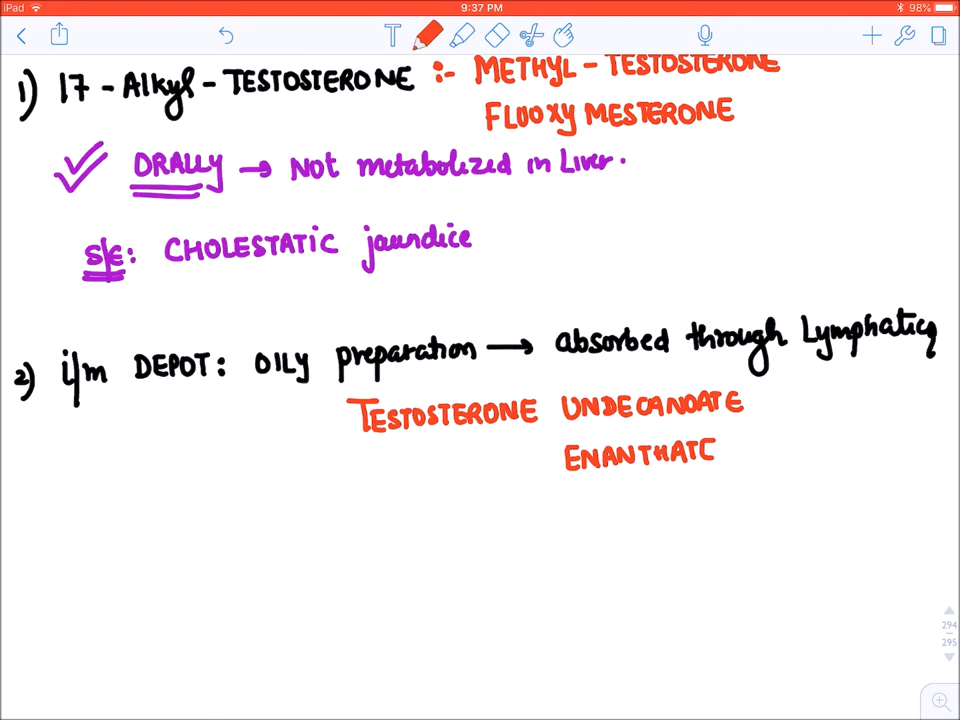 iPad 9:37 PM 98%
T
1) 17 - Alkyl - TESTOSTERONE :- METHYL - TESTOSTERONE
FLUOXY MESTERONE
ORALLY → Not metabolized in Liver.
S/E: CHOLESTATIC jaundice
2) i/m DEPOT: OILY preparation → absorbed through Lymphatics
TESTOSTERONE UNDECANOATE
ENANTHATE
294
295